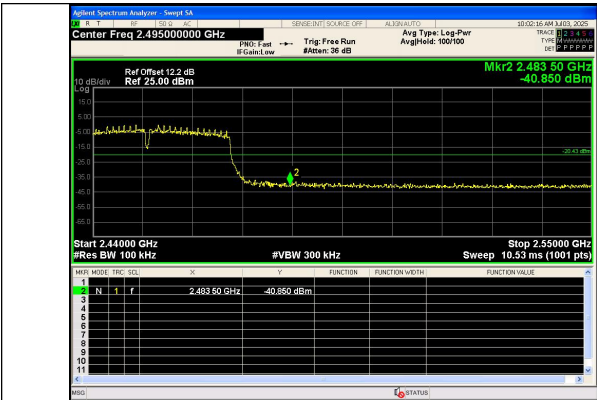 Agilent Spectrum Analyzer - Swept SA
R T RF 50 Ω AC SENSE:INT SOURCE OFF ALIGN AUTO 10:02:16 AM Jul 03, 2025
Center Freq 2.495000000 GHz
PNO: Fast
IFGain:Low
Trig: Free Run
#Atten: 36 dB
Avg Type: Log-Pwr
Avg|Hold: 100/100
TRACE 1 2 3 4 5 6
TYPE
DET P P P P P P
Mkr2 2.483 50 GHz
-40.850 dBm
Ref Offset 12.2 dB
Ref 25.00 dBm
10 dB/div
Log
15.0
5.00
-5.00
-15.0
-20.43 dBm
-25.0
-35.0
2
-45.0
-55.0
-65.0
Start 2.44000 GHz
Stop 2.55000 GHz
#Res BW 100 kHz
#VBW 300 kHz
Sweep 10.53 ms (1001 pts)
MKR MODE TRC SCL X Y FUNCTION FUNCTION WIDTH FUNCTION VALUE
1
2 N 1 f 2.483 50 GHz -40.850 dBm
3
4
5
6
7
8
9
10
11
MSG
STATUS